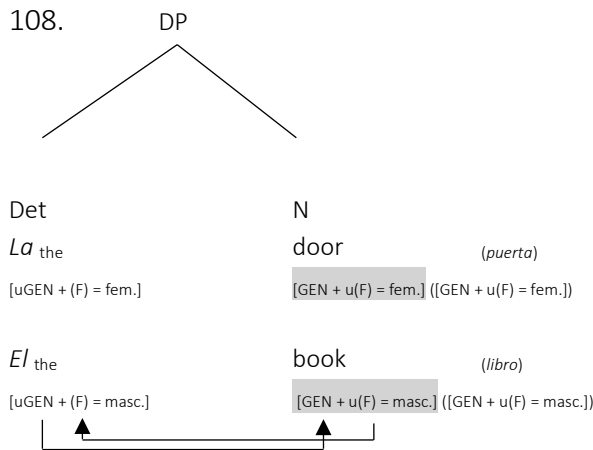 108. DP
Det N
La the door (puerta)
[uGEN + (F) = fem.] [GEN + u(F) = fem.] ([GEN + u(F) = fem.])
El the book (libro)
[uGEN + (F) = masc.] [GEN + u(F) = masc.] ([GEN + u(F) = masc.])